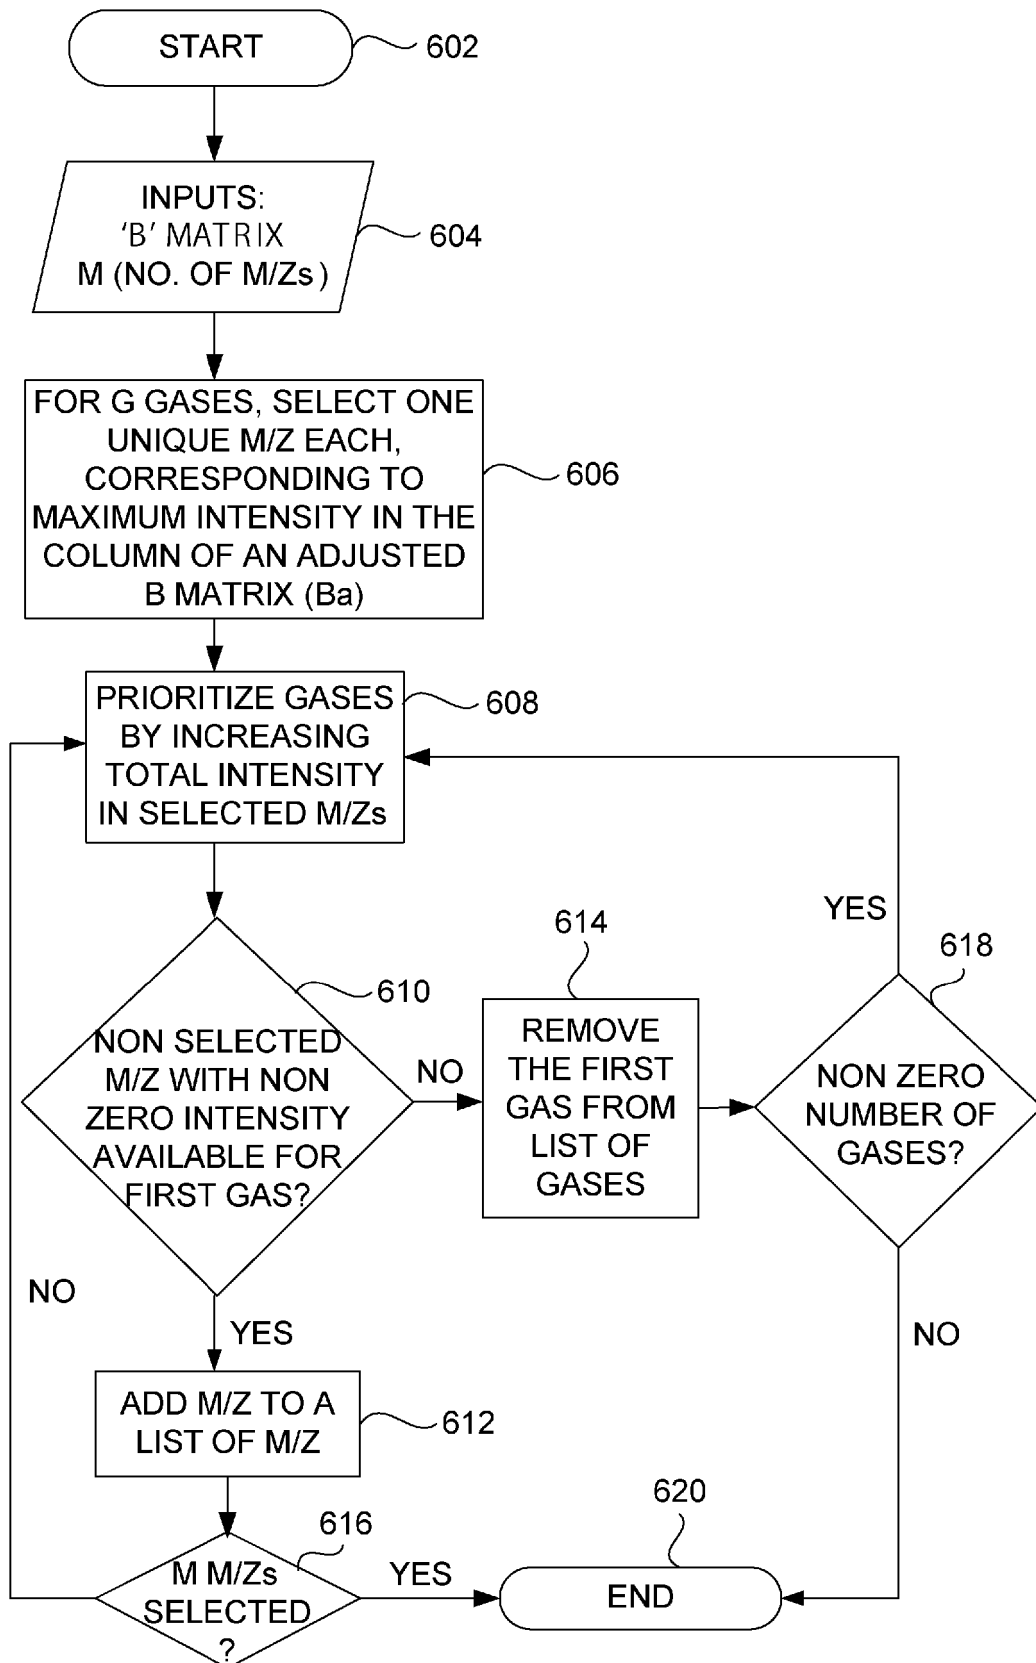 START
602
INPUTS:
'B' MATRIX
M (NO. OF M/Zs)
604
FOR G GASES, SELECT ONE
UNIQUE M/Z EACH,
CORRESPONDING TO
MAXIMUM INTENSITY IN THE
COLUMN OF AN ADJUSTED
B MATRIX (Ba)
606
PRIORITIZE GASES
BY INCREASING
TOTAL INTENSITY
IN SELECTED M/Zs
608
NON SELECTED
M/Z WITH NON
ZERO INTENSITY
AVAILABLE FOR
FIRST GAS?
610
NO
614
REMOVE
THE FIRST
GAS FROM
LIST OF
GASES
YES
618
NON ZERO
NUMBER OF
GASES?
NO
NO
YES
ADD M/Z TO A
LIST OF M/Z
612
M M/Zs
SELECTED
?
616
YES
620
END